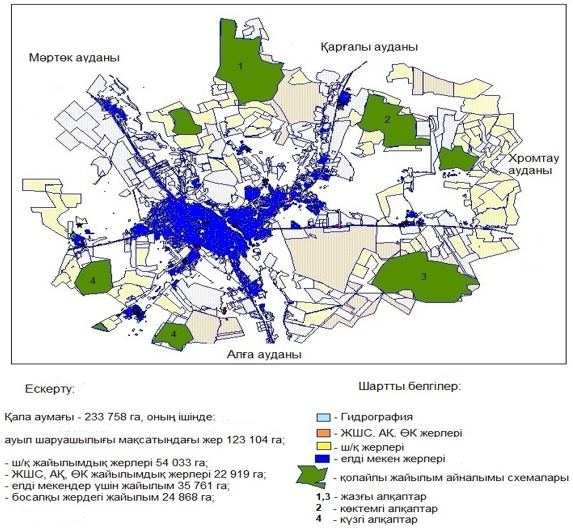 Мәртөк ауданы
Қарғалы ауданы
1
2
Хромтау
ауданы
3
4
4
Алға ауданы
Ескерту:
Қала аумағы - 233 758 га, оның ішінде:
ауыл шаруашылығы мақсатындағы жер 123 104 га;
- ш/қ жайылымдық жерлері 54 033 га;
- ЖШС, АҚ, ӨК жайылымдық жерлері 22 919 га;
- елді мекендер үшін жайылым 35 761 га;
- босалқы жердегі жайылым 24 868 га;
Шартты белгілер:
- Гидрография
- ЖШС. АҚ. ӨК жерлері
- ш/қ жерлері
- елді мекен жерлері
- қолайлы жайылым айналымы схемалары
1,3 - жазғы алқаптар
2 - көктемгі алқаптар
4 - күзгі алқаптар